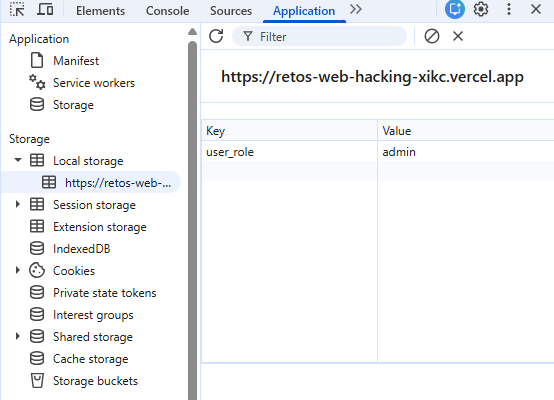 Elements Console Sources Application
Application
Filter
Manifest
Service workers
Storage
https://retos-web-hacking-xikc.vercel.app
Key Value
user_role admin
Storage
Local storage
https://retos-web-...
Session storage
Extension storage
IndexedDB
Cookies
Private state tokens
Interest groups
Shared storage
Cache storage
Storage buckets